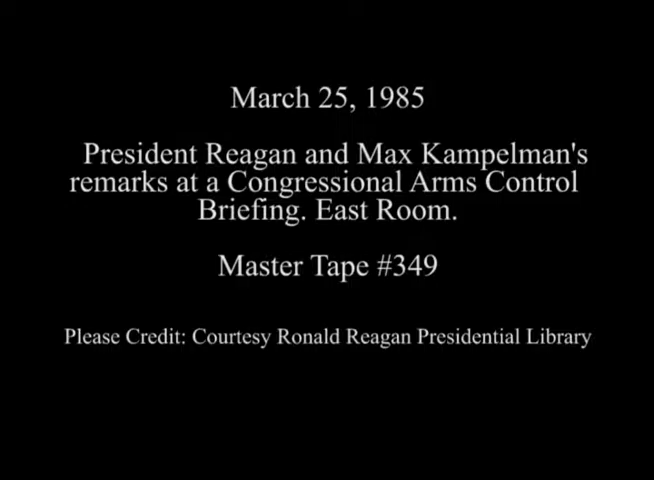 March 25, 1985
President Reagan and Max Kampelman's
remarks at a Congressional Arms Control
Briefing. East Room.
Master Tape #349
Please Credit: Courtesy Ronald Reagan Presidential Library